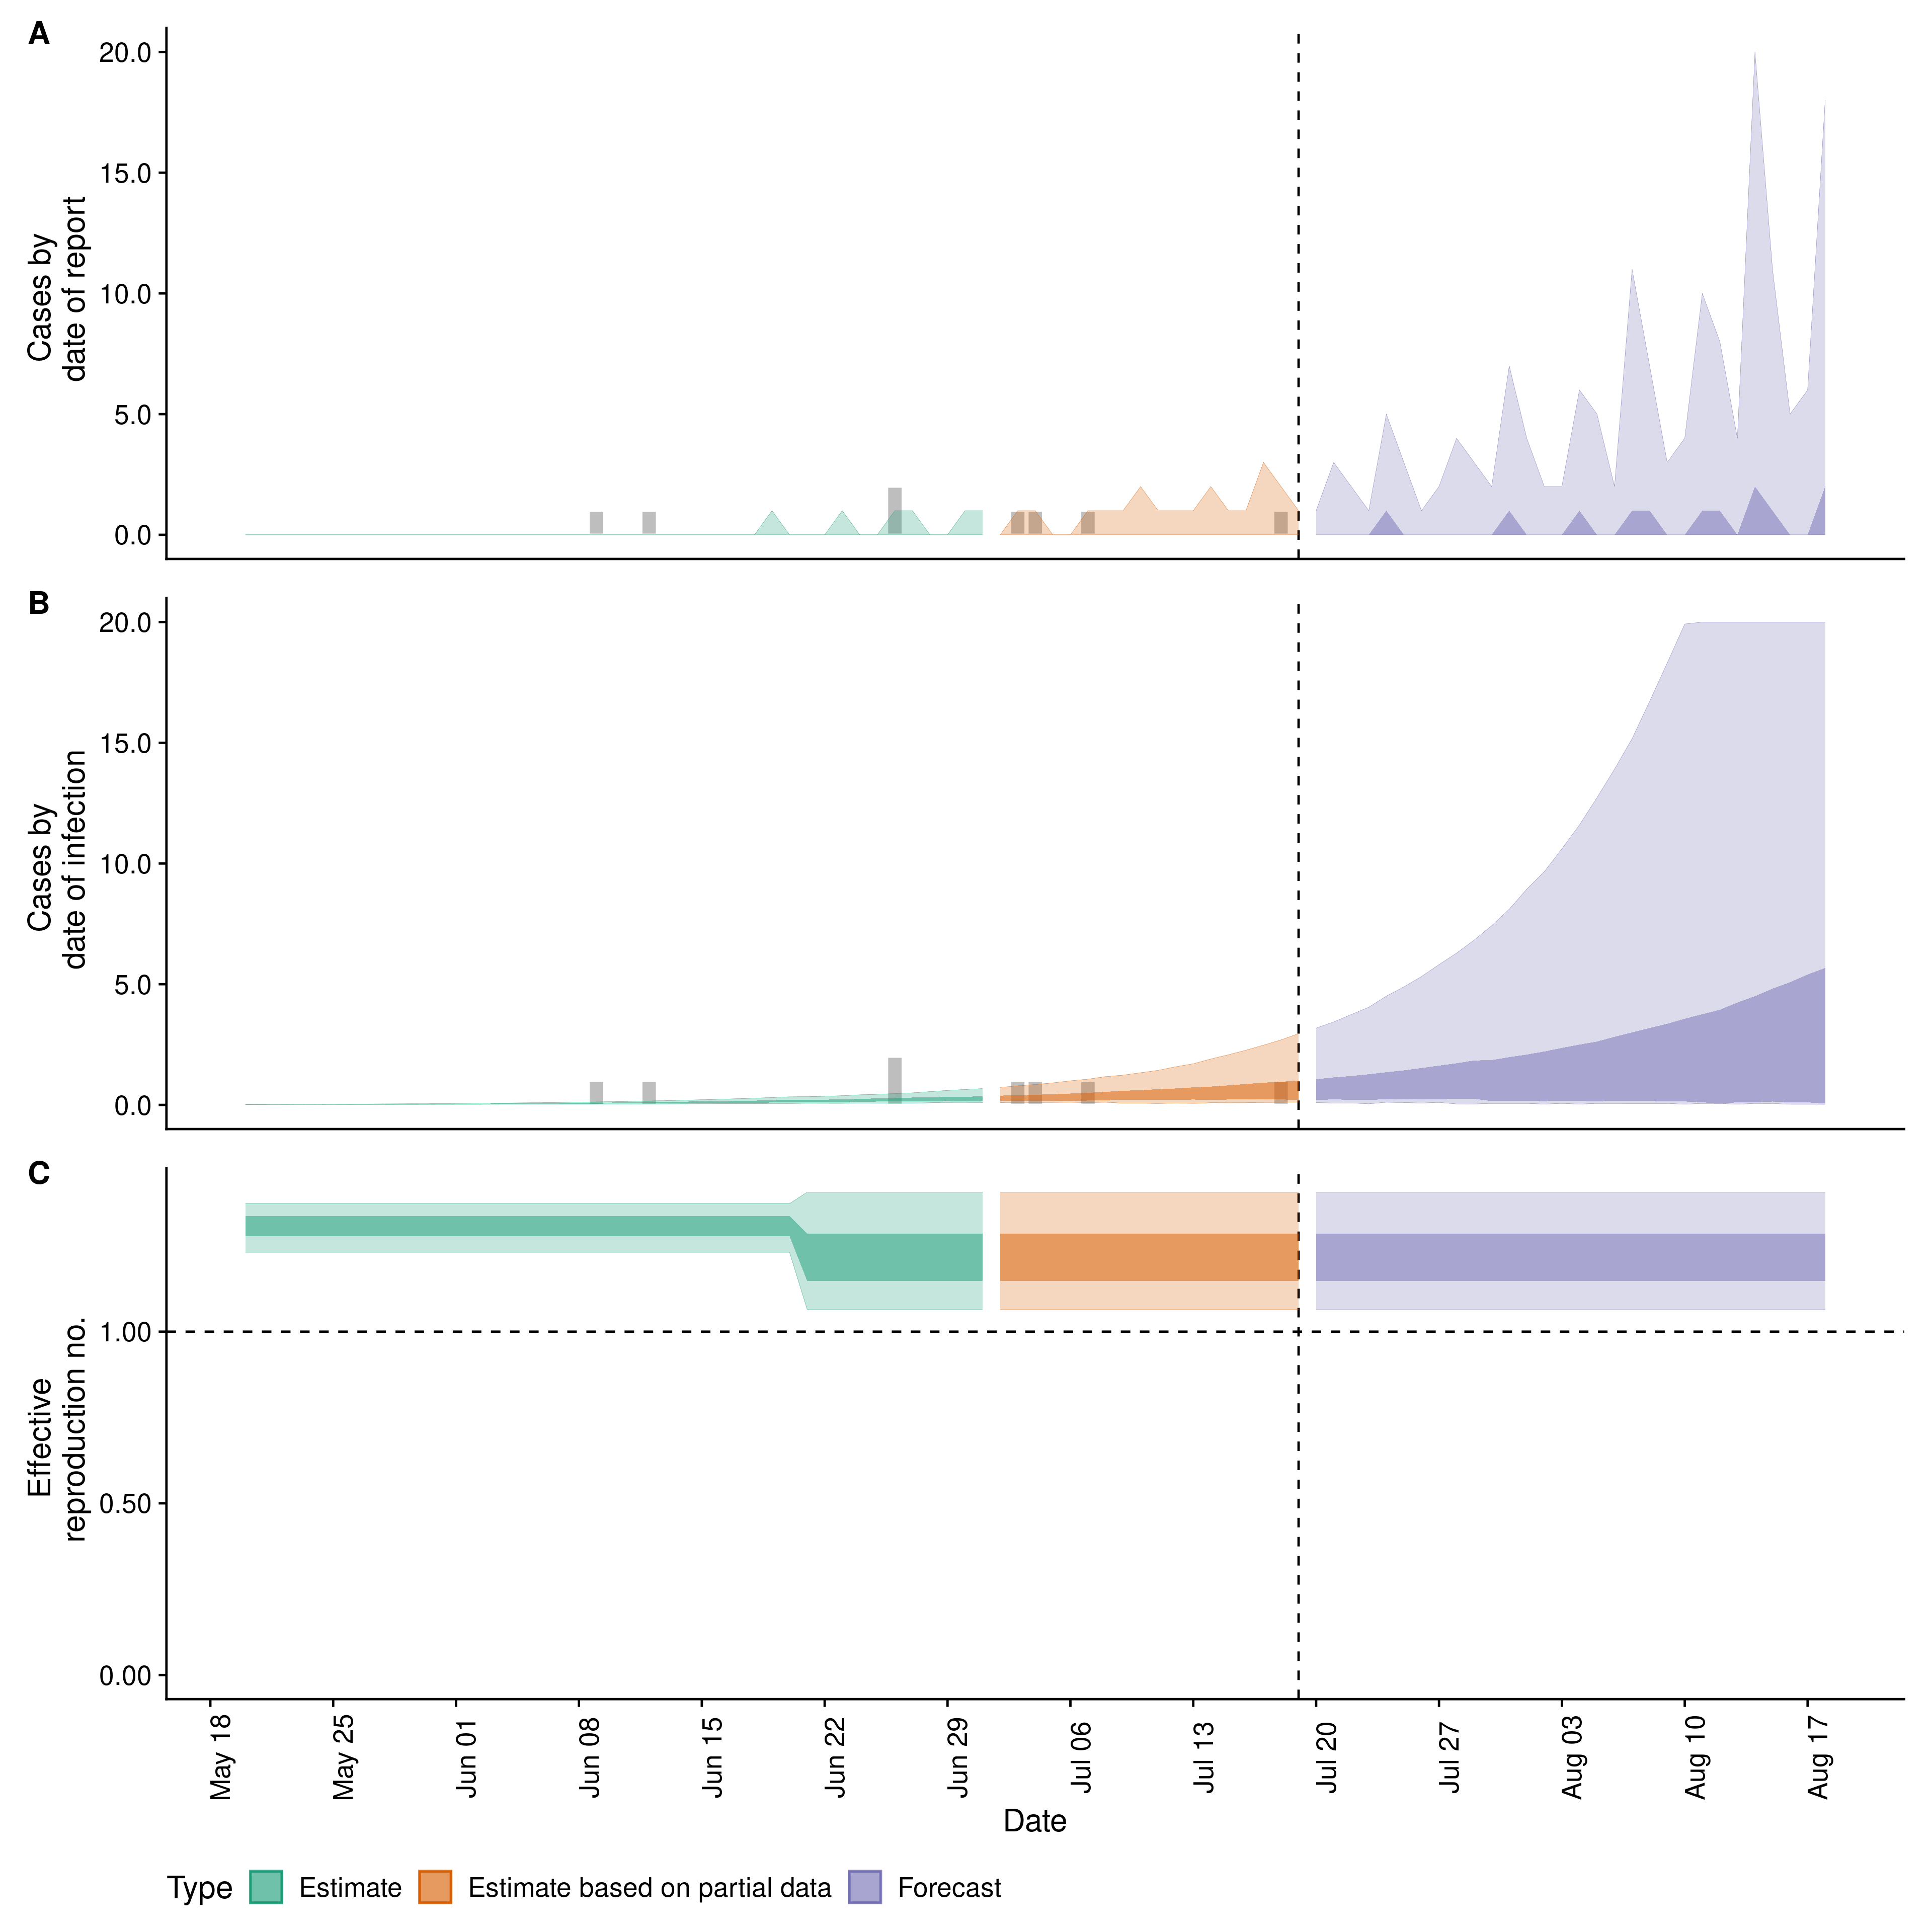 A
20.0
15.0
10.0
5.0
0.0
Cases by
date of report
B
20.0
15.0
10.0
5.0
0.0
Cases by
date of infection
C
1.00
0.50
0.00
Effective
reproduction no.
May 18
May 25
Jun 01
Jun 08
Jun 15
Jun 22
Jun 29
Jul 06
Jul 13
Jul 20
Jul 27
Aug 03
Aug 10
Aug 17
Date
Type
Estimate
Estimate based on partial data
Forecast